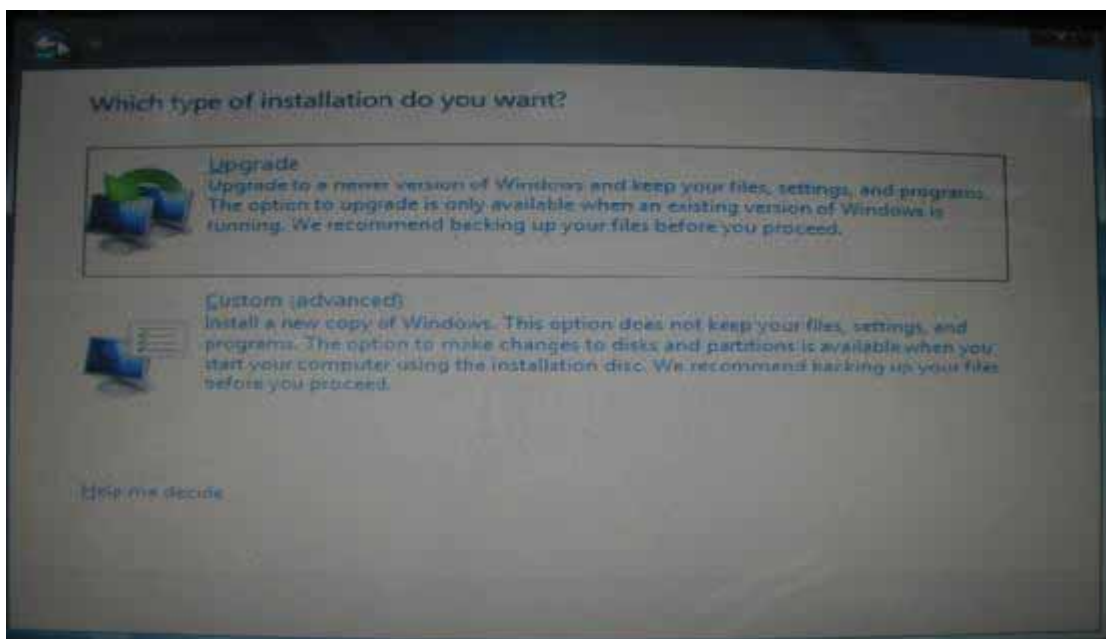 Which type of installation do you want?
Upgrade
Upgrade to a newer version of Windows and keep your files, settings, and programs.
The option to upgrade is only available when an existing version of Windows is
running. We recommend backing up your files before you proceed.
Custom (advanced)
Install a new copy of Windows. This option does not keep your files, settings, and
programs. The option to make changes to disks and partitions is available when you
start your computer using the installation disc. We recommend backing up your files
before you proceed.
Help me decide